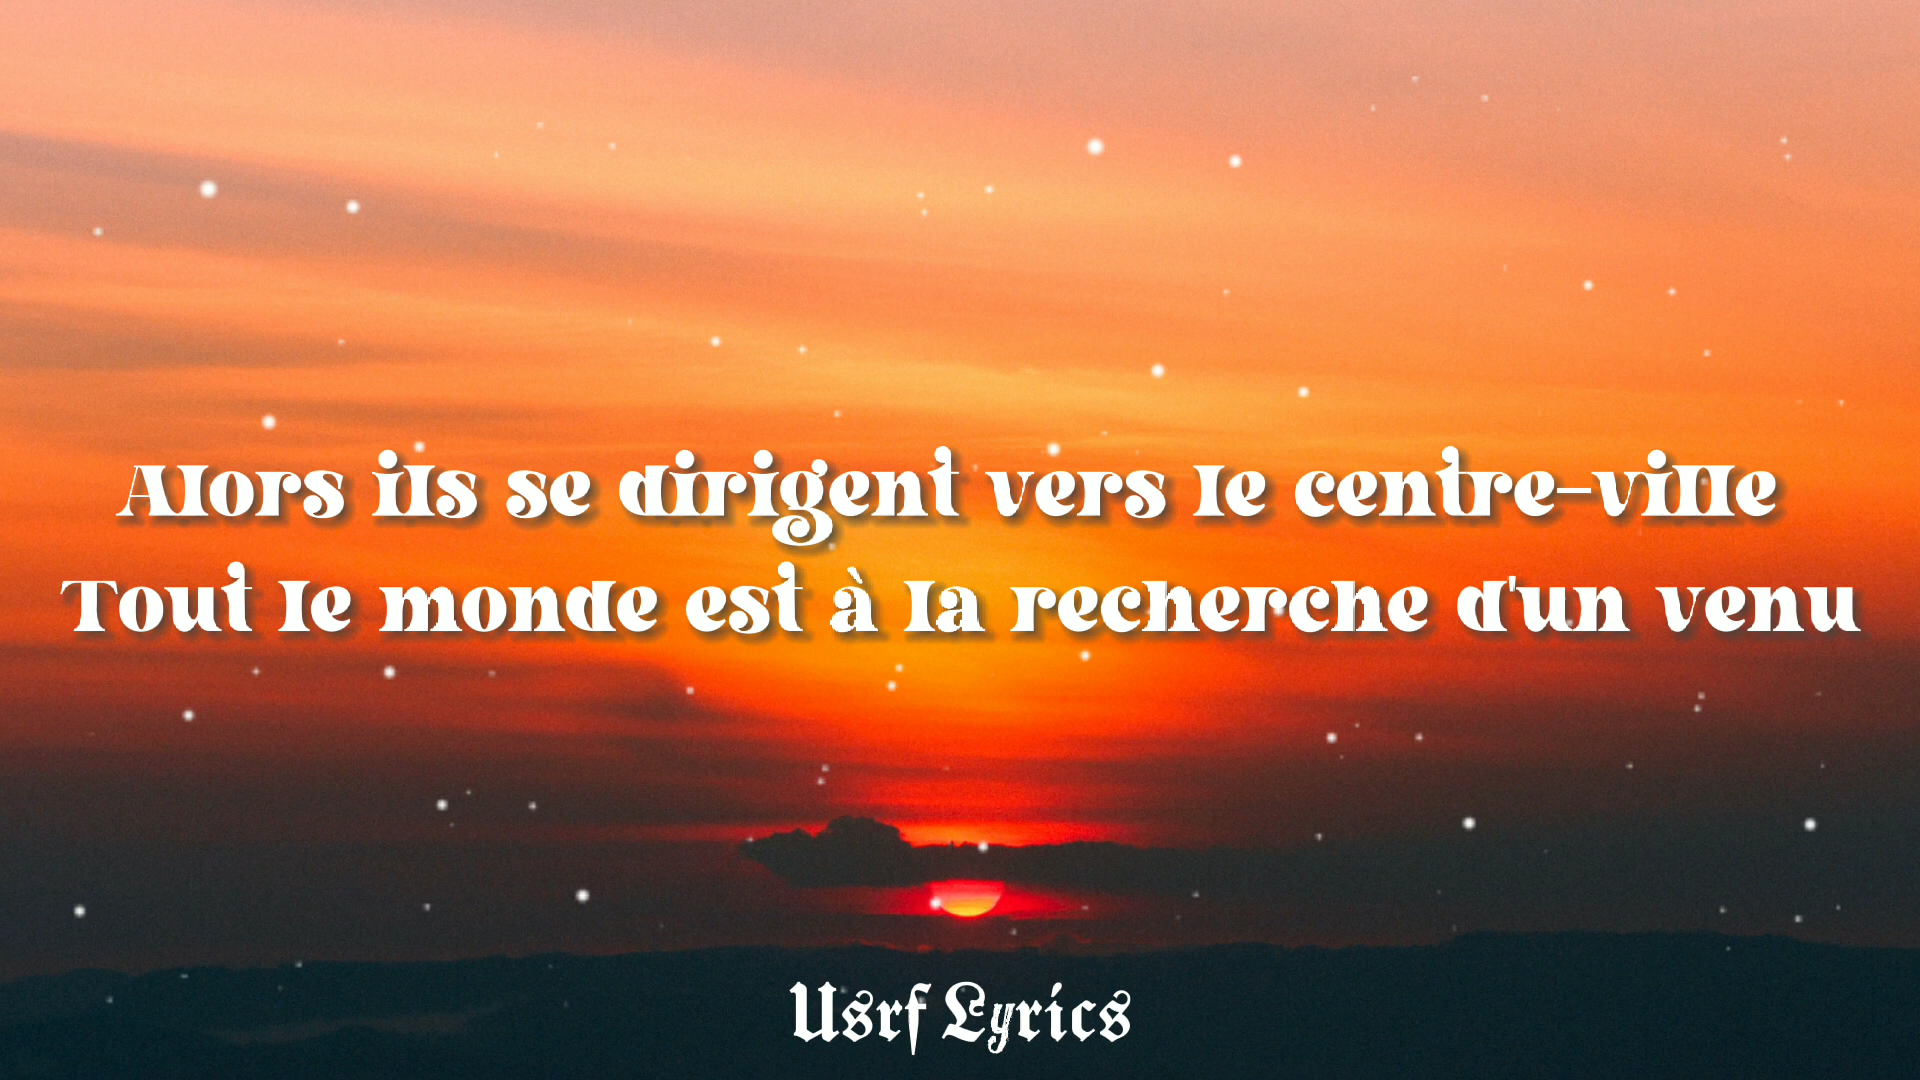 Alors ils se dirigent vers le centre-ville
Tout le monde est à la recherche d'un venu
Usrf Lyrics